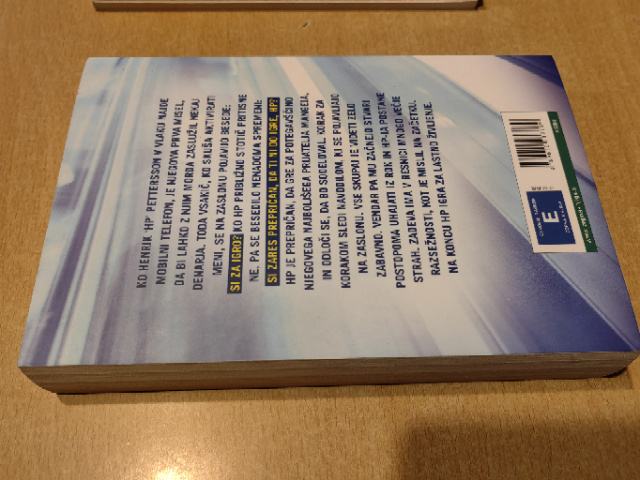 KO HENRIK 'HP' PETTERSSON V VLAKU NAJDE
MOBILNI TELEFON, JE NJEGOVA PRVA MISEL,
DA BI LAHKO Z NJIM MORDA ZASLUŽIL NEKAJ
DENARJA. TODA VSAKIČ, KO SKUŠA AKTIVIRATI
MENI, SE NA ZASLONU POJAVIJO BESEDE:
SI ZA IGRO? KO HP PRIBLIŽNO STOTIČ PRITISNE
NE, PA SE BESEDILO NENADOMA SPREMENI:
SI ZARES PREPRIČAN, DA TI NI DO IGRE, HP?
HP JE PREPRIČAN, DA GRE ZA POTEGAVŠČINO
NJEGOVEGA NAJBOLJŠEGA PRIJATELJA MANGEJA,
IN ODLOČI SE, DA BO SODELOVAL. KORAK ZA
KORAKOM SLEDI NAVODILOM, KI SE POJAVLJAJO
NA ZASLONU. VSE SKUPAJ JE VIDETI ZELO
ZABAVNO. VENDAR PA MU ZAČNEJO STVARI
POSTOPOMA UHAJATI IZ ROK IN HP-JA POSTANE
STRAH. ZADEVA IMA V RESNICI MNOGO VEČJE
RAZSEŽNOSTI, KOT JE MISLIL NA ZAČETKU.
NA KONCU HP IGRA ZA LASTNO ŽIVLJENJE.
E